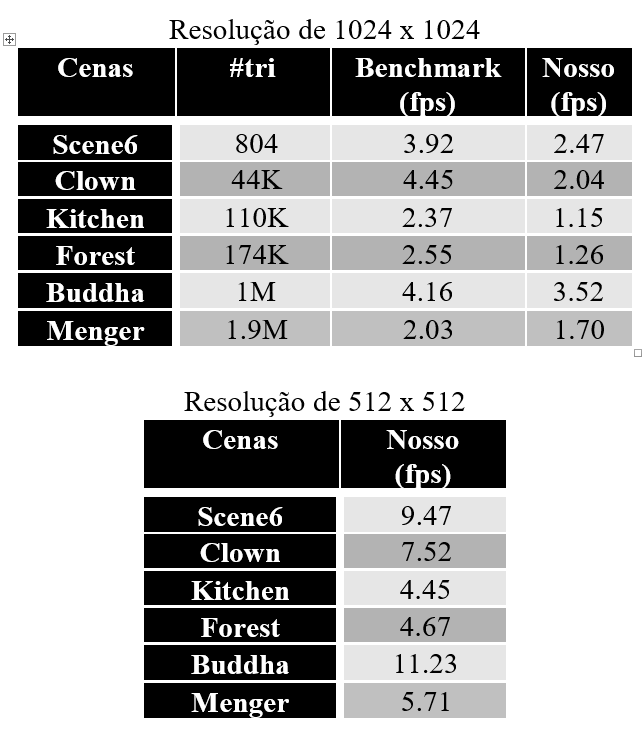 Resolução de 1024 x 1024
Cenas #tri Benchmark (fps) Nosso (fps)
Scene6 804 3.92 2.47
Clown 44K 4.45 2.04
Kitchen 110K 2.37 1.15
Forest 174K 2.55 1.26
Buddha 1M 4.16 3.52
Menger 1.9M 2.03 1.70
Resolução de 512 x 512
Cenas Nosso (fps)
Scene6 9.47
Clown 7.52
Kitchen 4.45
Forest 4.67
Buddha 11.23
Menger 5.71